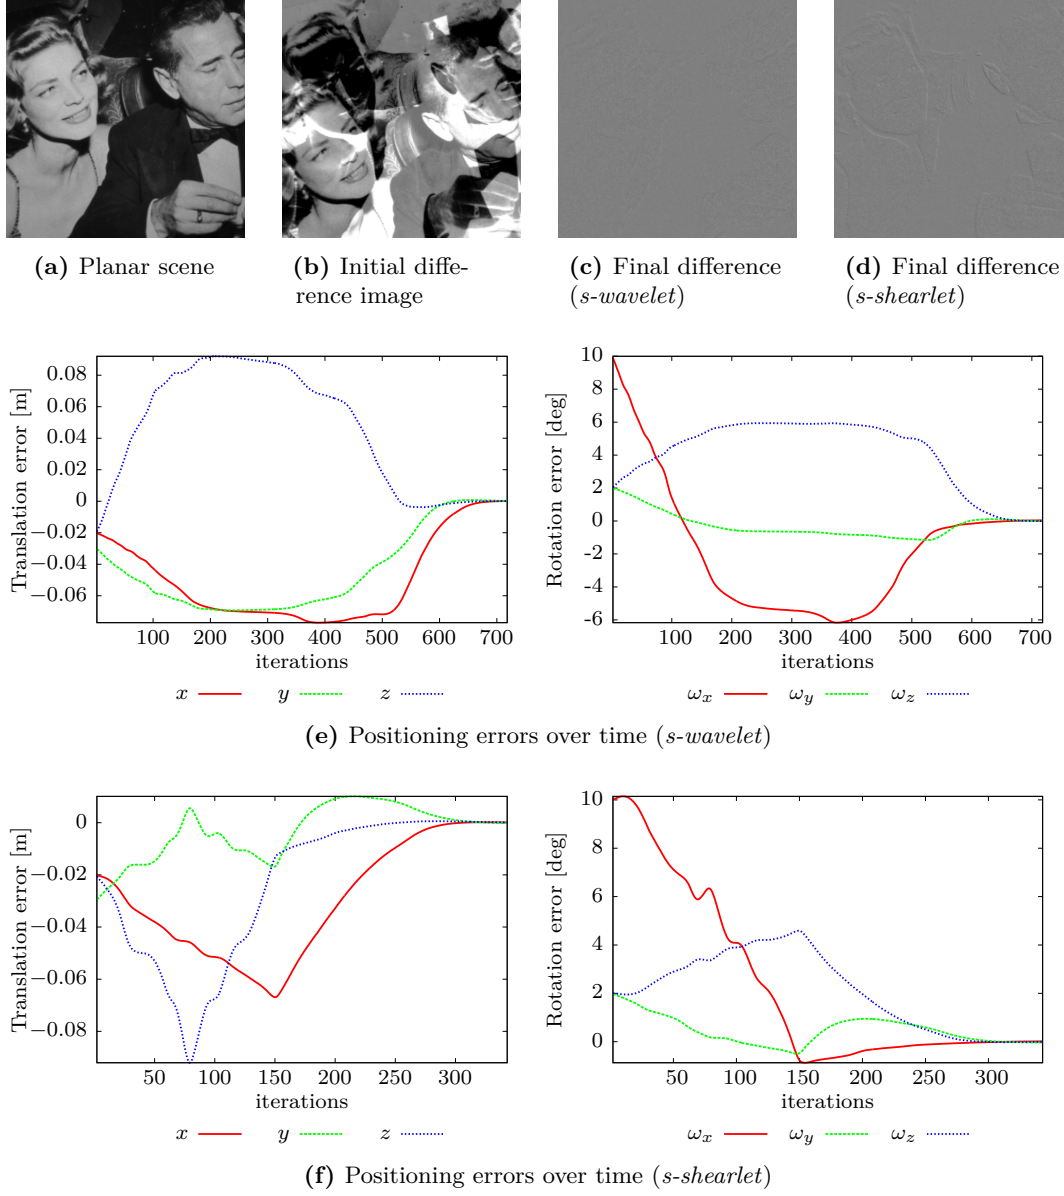 (a) Planar scene
(b) Initial diffe-
rence image
(c) Final difference
(s-wavelet)
(d) Final difference
(s-shearlet)
Translation error [m]
0.08
0.06
0.04
0.02
0
−0.02
−0.04
−0.06
100 200 300 400 500 600 700
iterations
x y z
Rotation error [deg]
10
8
6
4
2
0
-2
-4
-6
100 200 300 400 500 600 700
iterations
ωx ωy ωz
(e) Positioning errors over time (s-wavelet)
Translation error [m]
0
−0.02
−0.04
−0.06
−0.08
50 100 150 200 250 300
iterations
x y z
Rotation error [deg]
10
8
6
4
2
0
50 100 150 200 250 300
iterations
ωx ωy ωz
(f) Positioning errors over time (s-shearlet)